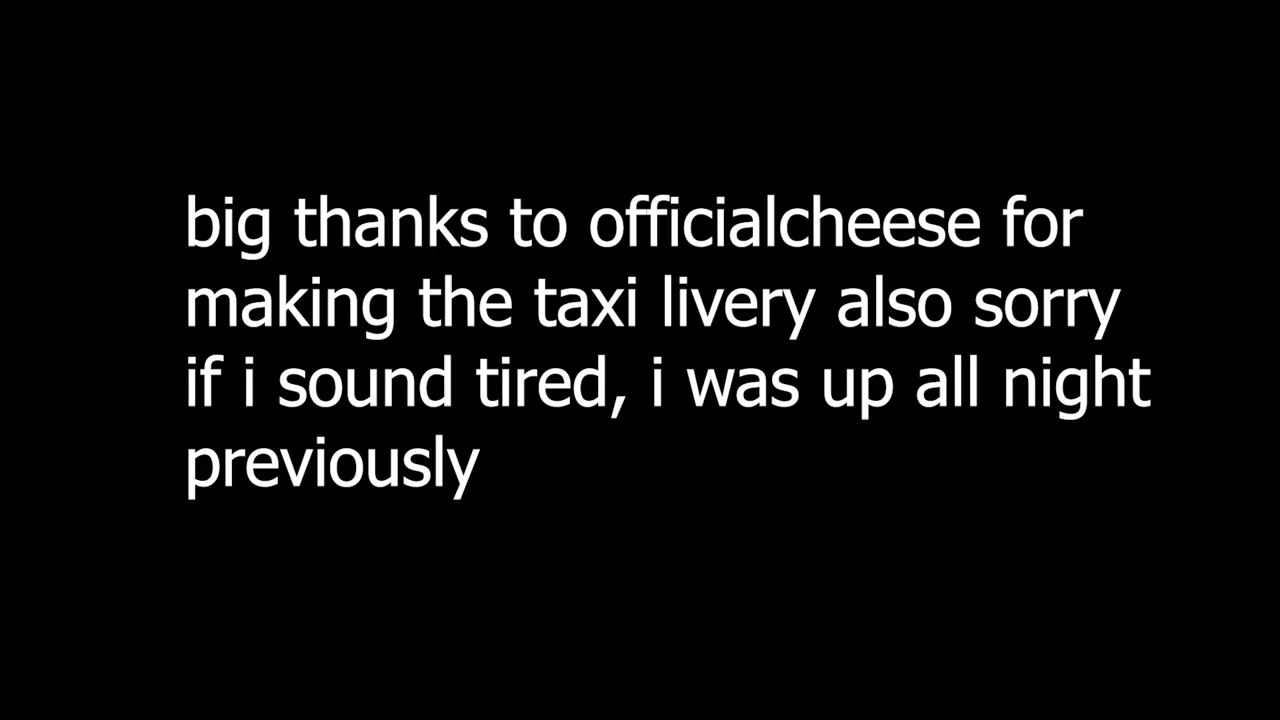 big thanks to officialcheese for
making the taxi livery also sorry
if i sound tired, i was up all night
previously